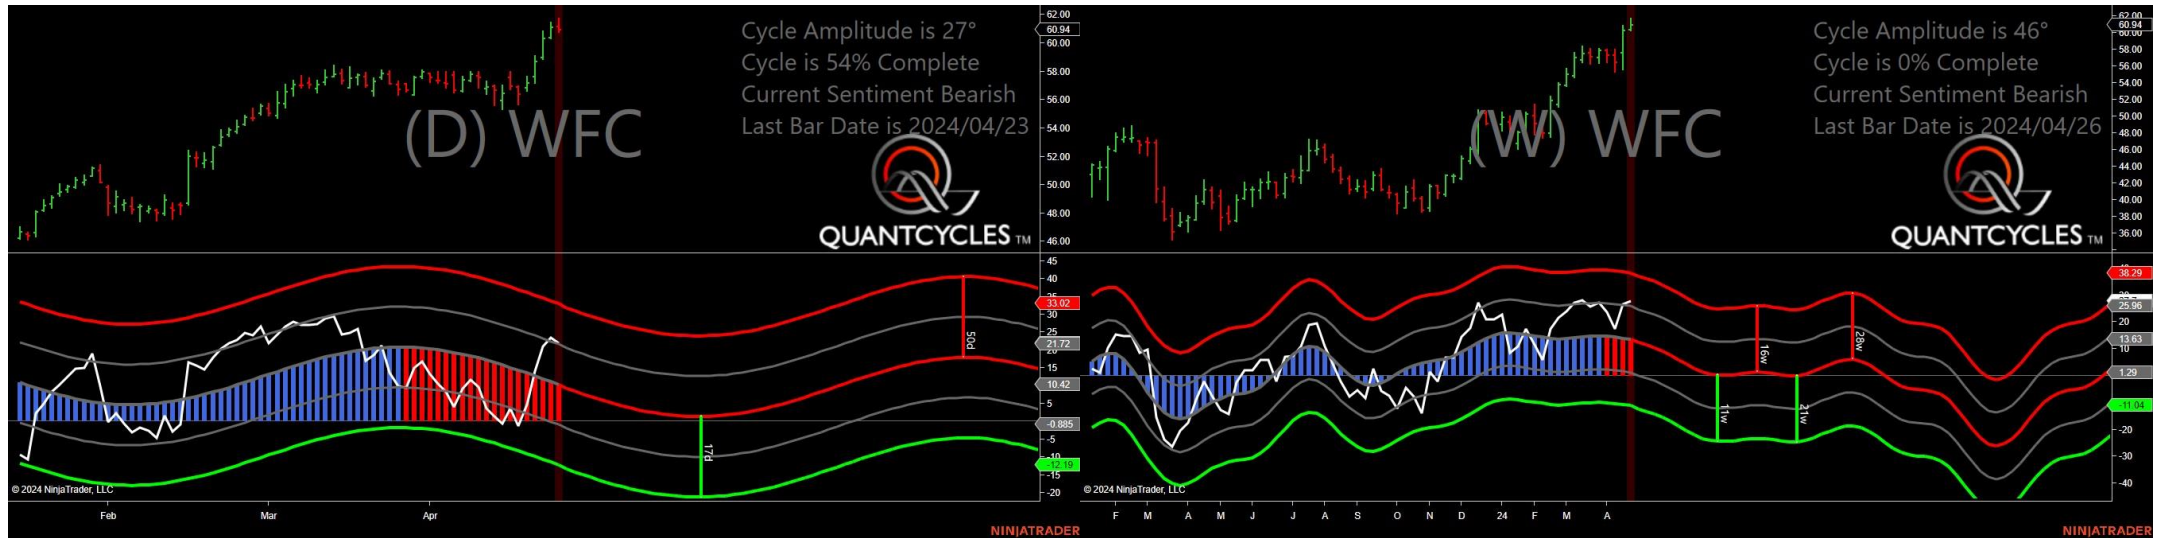 Cycle Amplitude is 27°
Cycle is 54% Complete
Current Sentiment Bearish
Last Bar Date is 2024/04/23
(D) WFC
QUANTCYCLES TM
62.00
60.94
60.00
58.00
56.00
54.00
52.00
50.00
48.00
46.00
45
40
33.02
30
21.72
15
10.42
5
-0.885
-5
-10
-12.19
-15
-20
50d
17d
© 2024 NinjaTrader, LLC
Feb Mar Apr
NINJATRADER
Cycle Amplitude is 46°
Cycle is 0% Complete
Current Sentiment Bearish
Last Bar Date is 2024/04/26
(W) WFC
QUANTCYCLES TM
62.00
60.94
60.00
58.00
56.00
54.00
52.00
50.00
48.00
46.00
44.00
42.00
40.00
38.00
36.00
38.29
25.96
20
13.63
10
1.29
-11.04
-20
-30
-40
16w
28w
11w
21w
© 2024 NinjaTrader, LLC
F M A M J J A S O N D 24 F M A
NINJATRADER